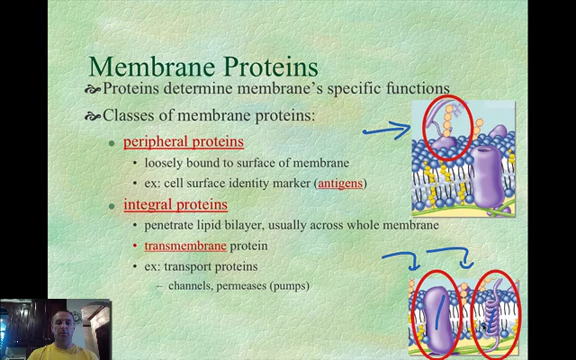 Membrane Proteins
Proteins determine membrane's specific functions
Classes of membrane proteins:
peripheral proteins
loosely bound to surface of membrane
ex: cell surface identity marker (antigens)
integral proteins
penetrate lipid bilayer, usually across whole membrane
transmembrane protein
ex: transport proteins
– channels, permeases (pumps)